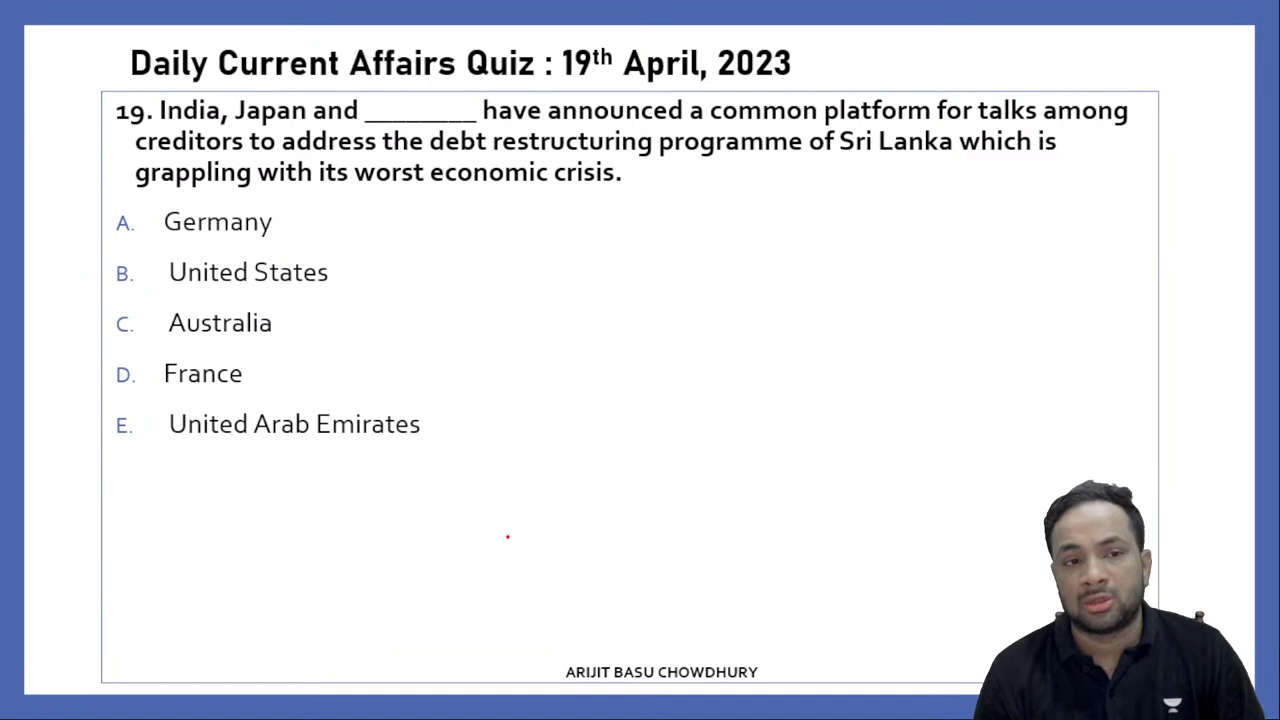 Daily Current Affairs Quiz : 19th April, 2023
19. India, Japan and ________ have announced a common platform for talks among
creditors to address the debt restructuring programme of Sri Lanka which is
grappling with its worst economic crisis.
A. Germany
B. United States
C. Australia
D. France
E. United Arab Emirates
ARIJIT BASU CHOWDHURY